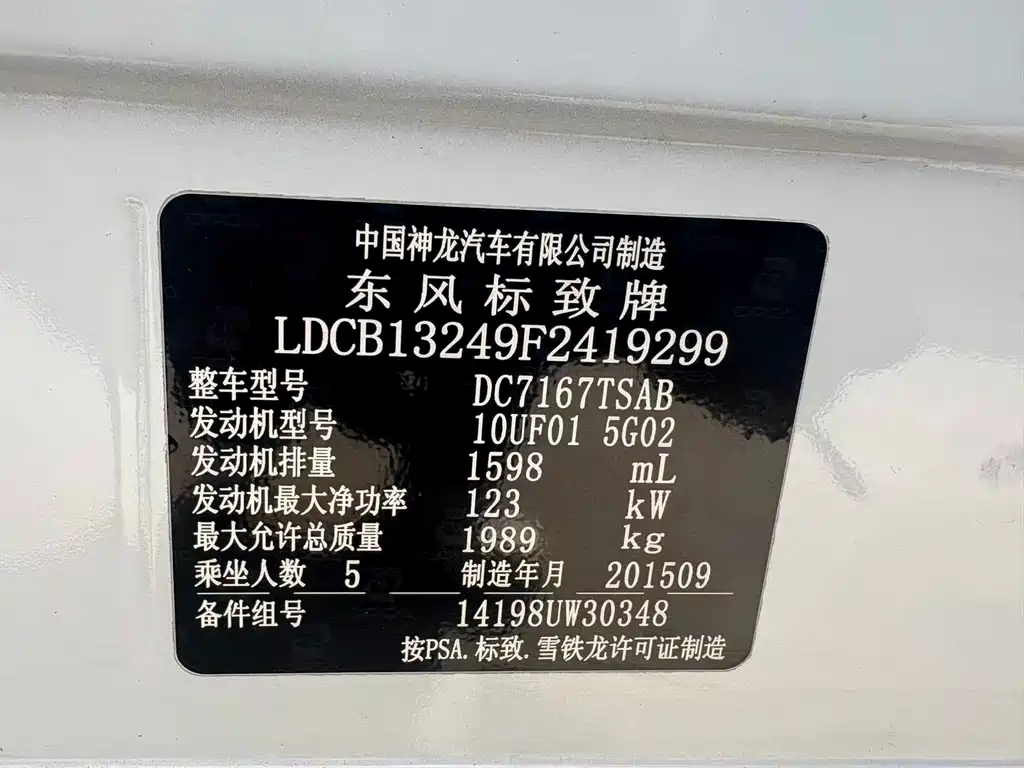 中国神龙汽车有限公司制造
东风标致牌
LDCB13249F2419299
整车型号 DC7167TSAB
发动机型号 10UF01 5G02
发动机排量 1598 mL
发动机最大净功率 123 kW
最大允许总质量 1989 kg
乘坐人数 5 制造年月 201509
备件组号 14198UW30348
按PSA.标致.雪铁龙许可证制造